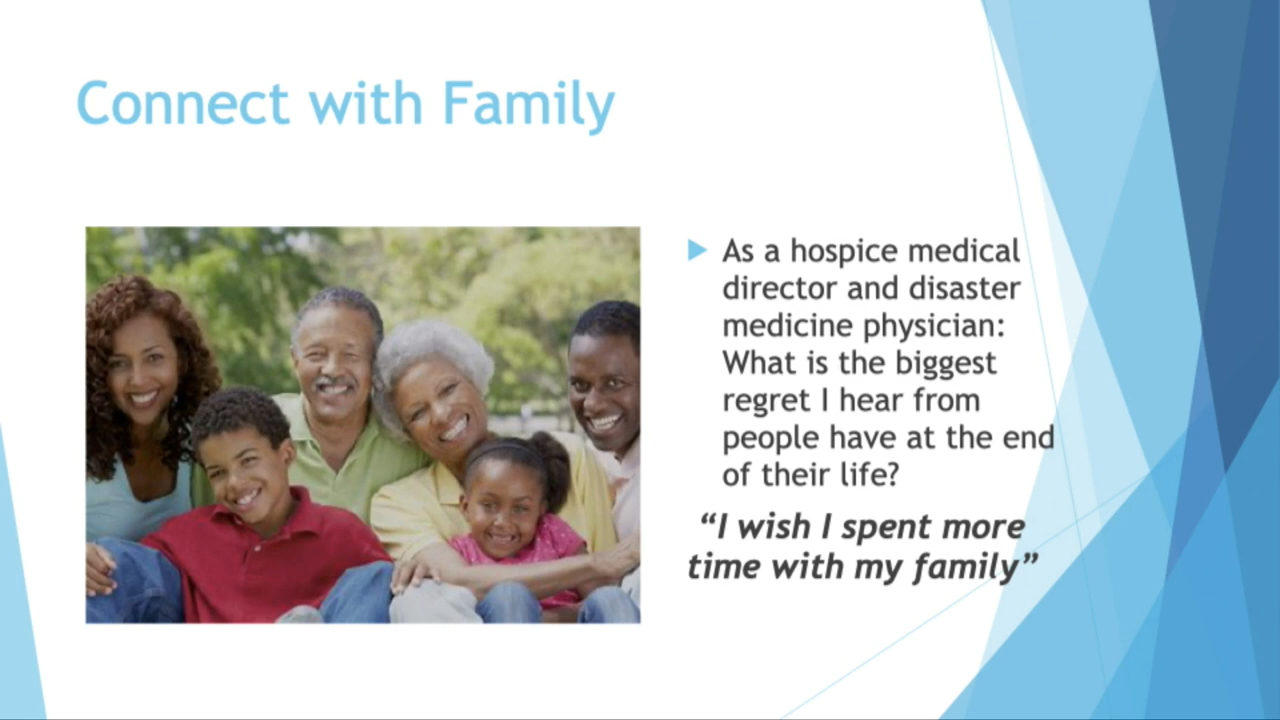 Connect with Family
As a hospice medical
director and disaster
medicine physician:
What is the biggest
regret I hear from
people have at the end
of their life?
“I wish I spent more
time with my family”